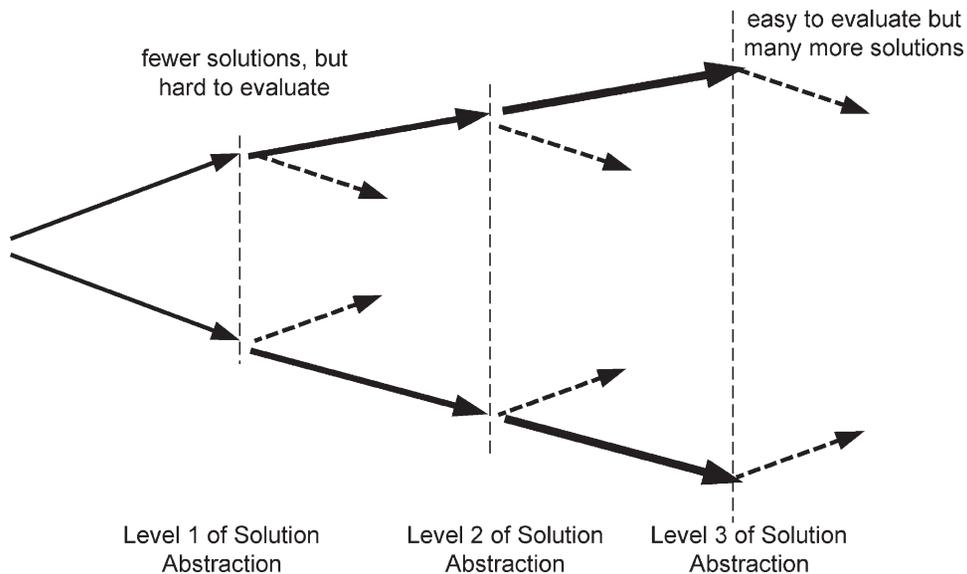 easy to evaluate but
many more solutions
fewer solutions, but
hard to evaluate
Level 1 of Solution
Abstraction
Level 2 of Solution
Abstraction
Level 3 of Solution
Abstraction